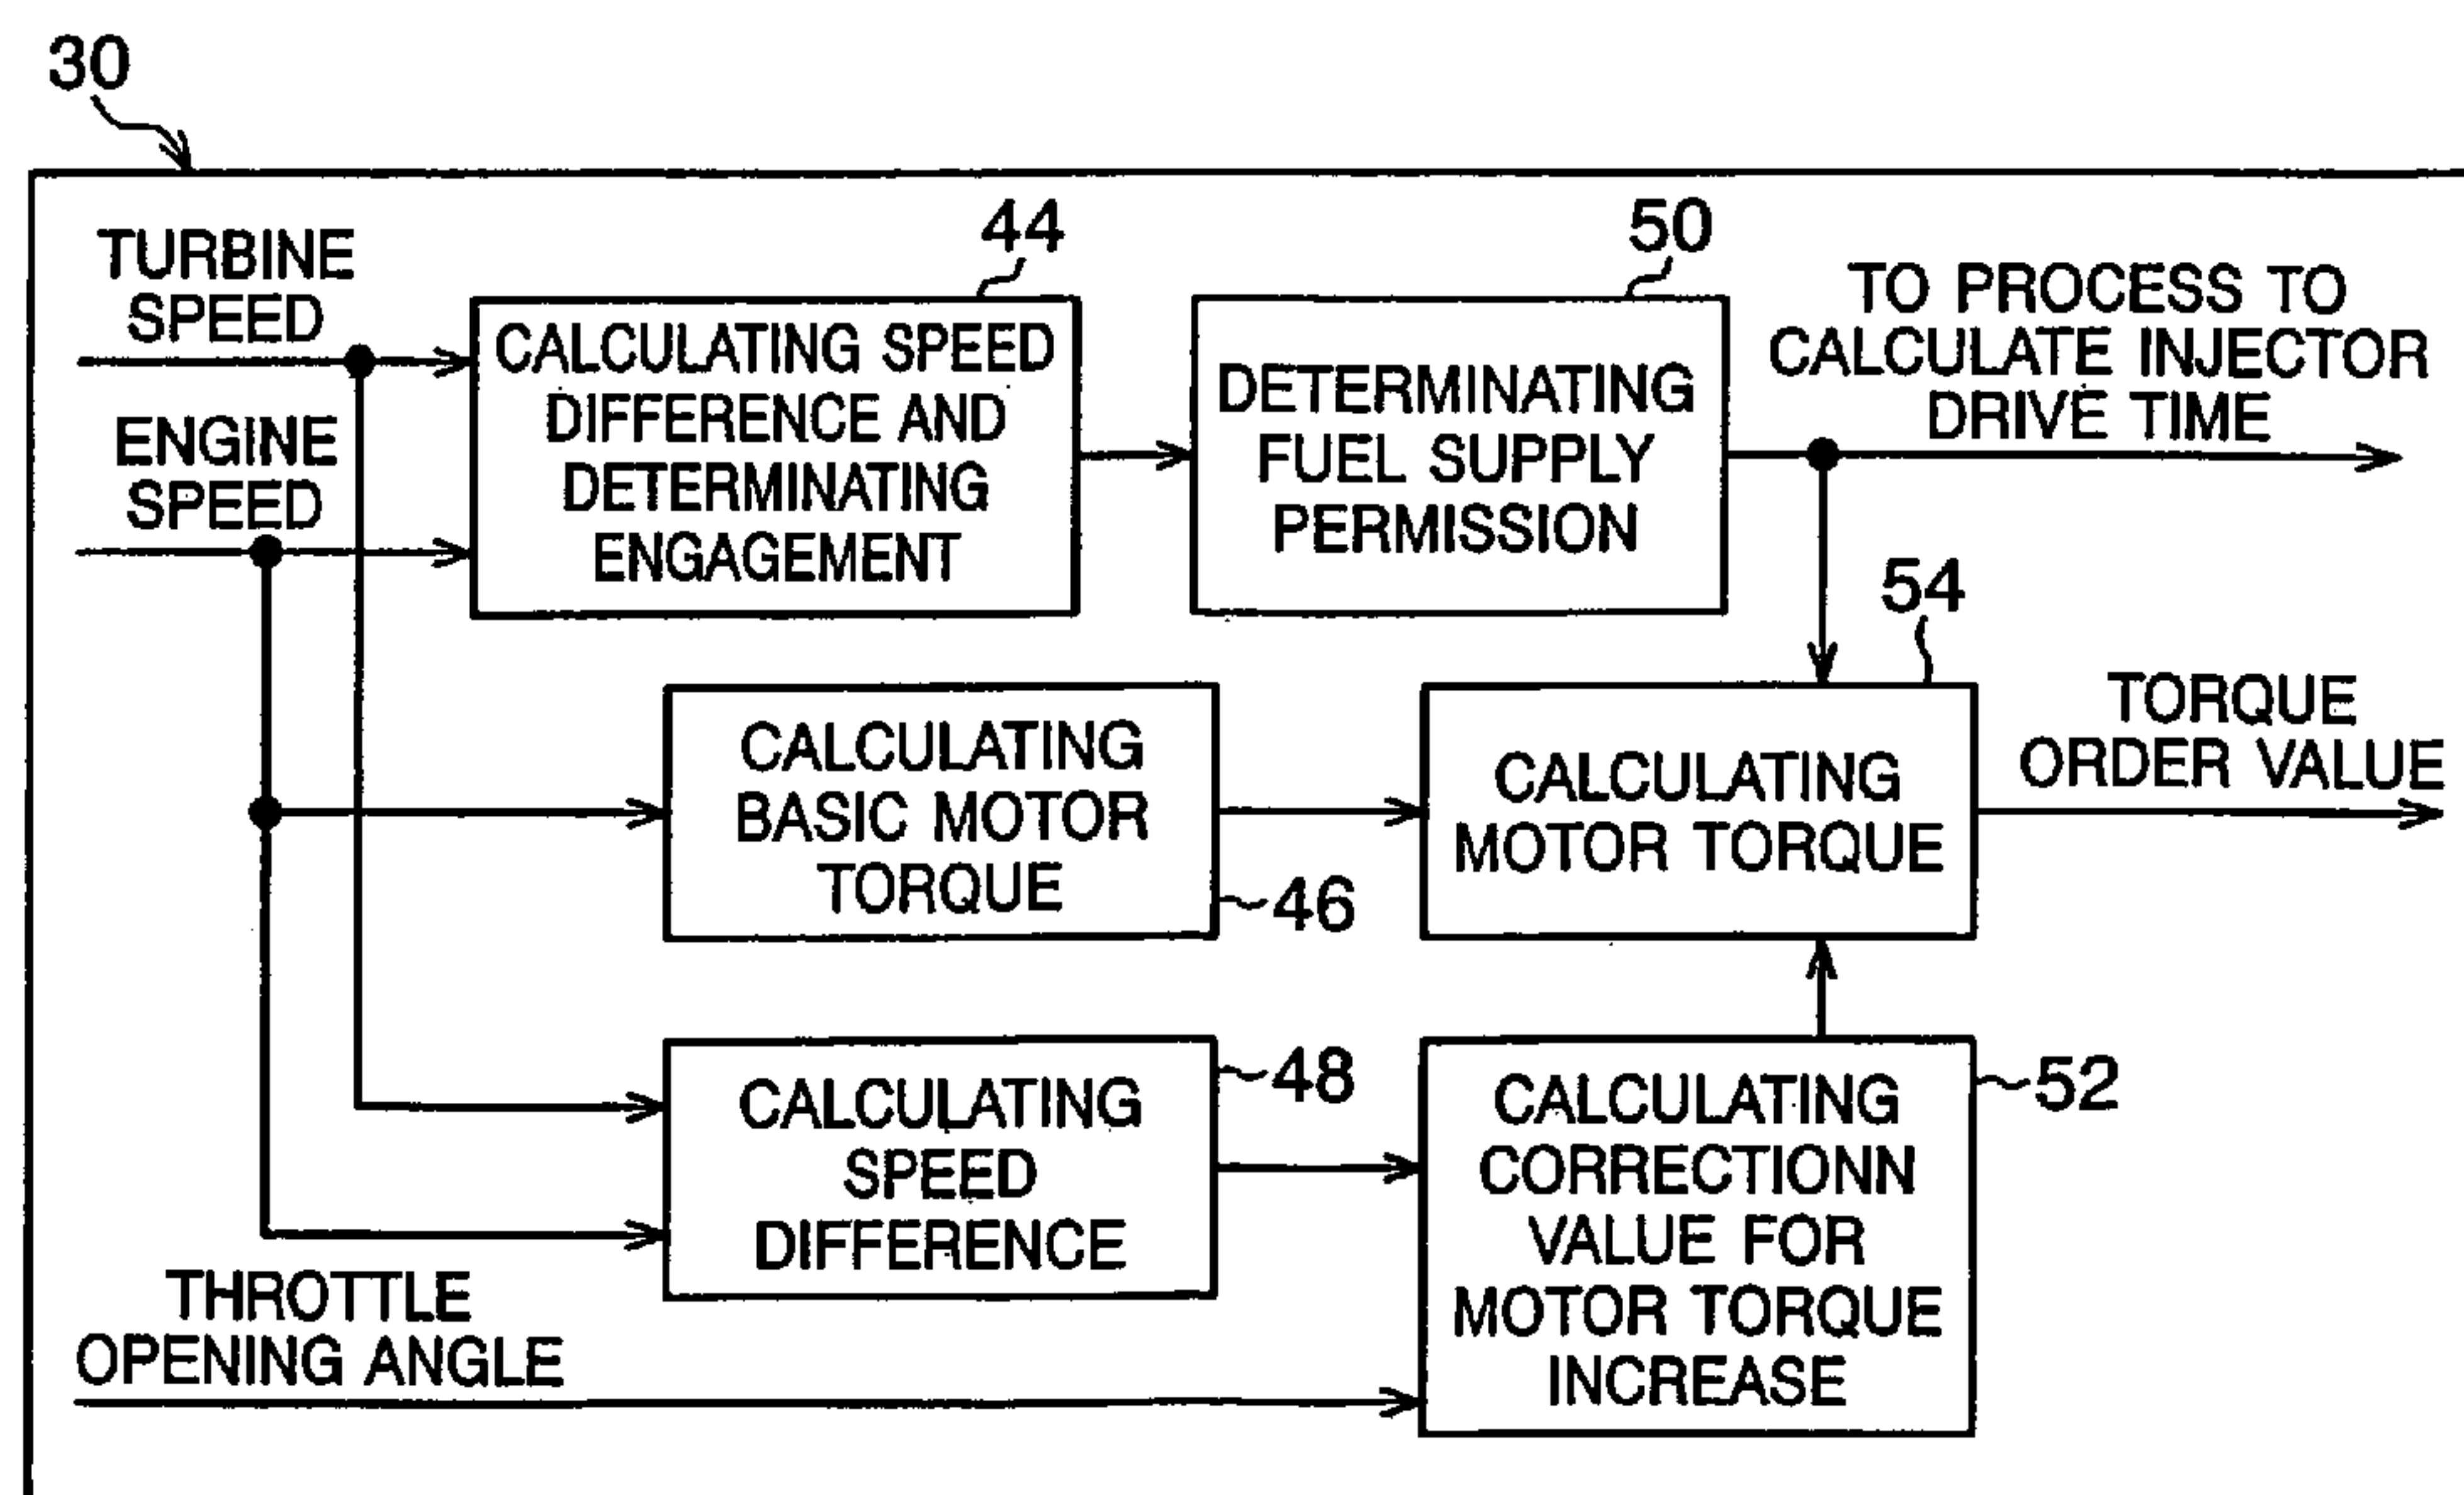 30
44
50
TURBINE
SPEED
TO PROCESS TO
CALCULATE INJECTOR
DRIVE TIME
CALCULATING SPEED
DIFFERENCE AND
DETERMINATING
ENGAGEMENT
DETERMINATING
FUEL SUPPLY
PERMISSION
ENGINE
SPEED
54
CALCULATING
BASIC MOTOR
TORQUE
46
CALCULATING
MOTOR TORQUE
TORQUE
ORDER VALUE
CALCULATING
SPEED
DIFFERENCE
48
CALCULATING
CORRECTIONN
VALUE FOR
MOTOR TORQUE
INCREASE
52
THROTTLE
OPENING ANGLE